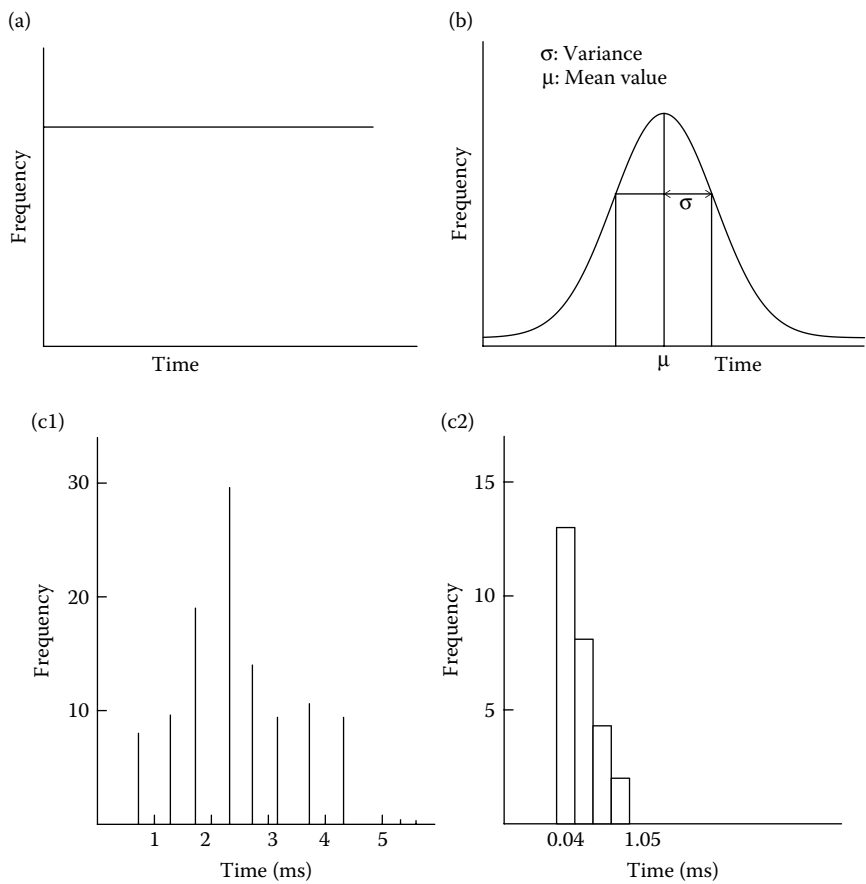 (a)
Frequency
Time
(b)
σ: Variance
μ: Mean value
Frequency
σ
μ
Time
(c1)
30
20
10
Frequency
1 2 3 4 5
Time (ms)
(c2)
15
10
5
Frequency
0.04 1.05
Time (ms)